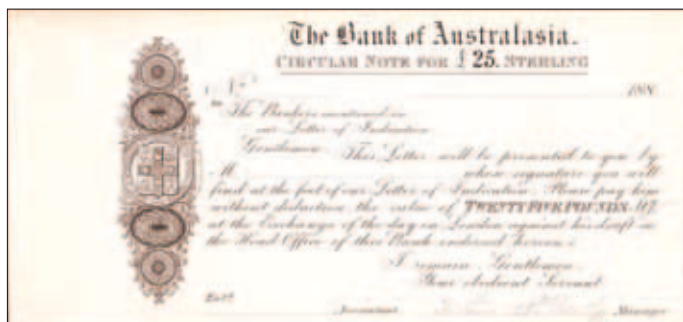 The Bank of Australasia.
CIRCULAR NOTE FOR £25. STERLING
No 188
To The Bankers mentioned in
our Letter of Indication
Gentlemen, This Letter will be presented to you by
M whose signature you will
find at the foot of our Letter of Indication. Please pay him
without deduction the value of TWENTY FIVE POUNDS
at the Exchange of the day on London against his draft on
the Head Office of this Bank endorsed hereon.
I remain, Gentlemen
Your obedient Servant
Accountant Manager